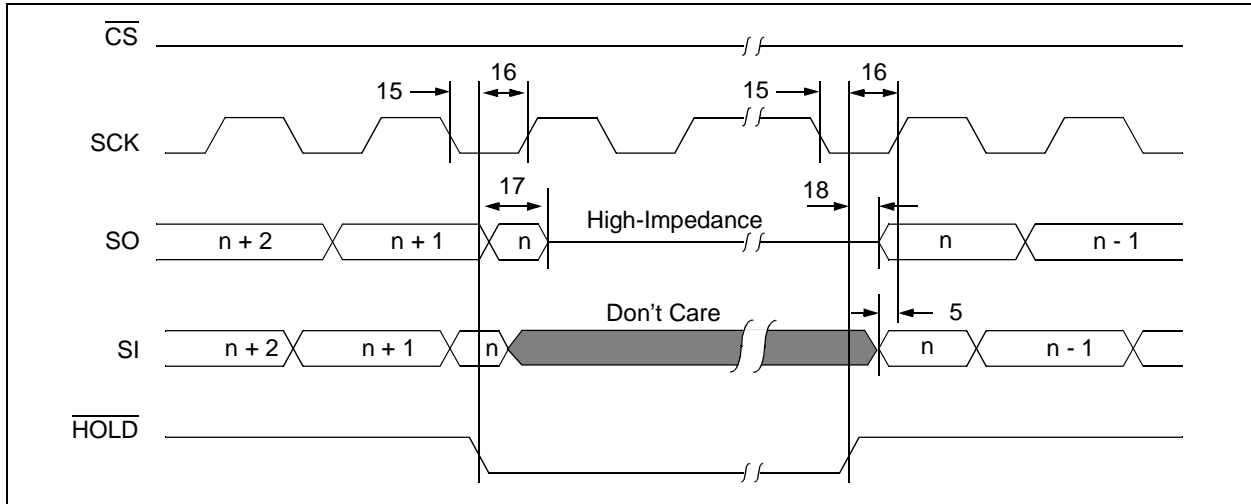 CS
16
16
15
15
SCK
17
18
High-Impedance
SO
n + 2
n + 1
n
n
n - 1
Don't Care
5
SI
n + 2
n + 1
n
n
n - 1
HOLD